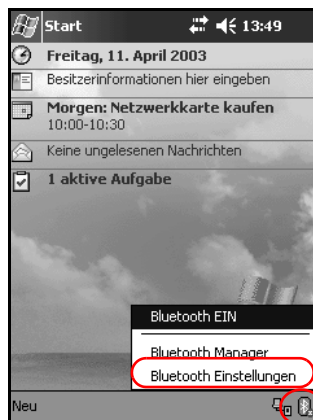 Start 13:49
Freitag, 11. April 2003
Besitzerinformationen hier eingeben
Morgen: Netzwerkkarte kaufen
10:00-10:30
Keine ungelesenen Nachrichten
1 aktive Aufgabe
Bluetooth EIN
Bluetooth Manager
Bluetooth Einstellungen
Neu